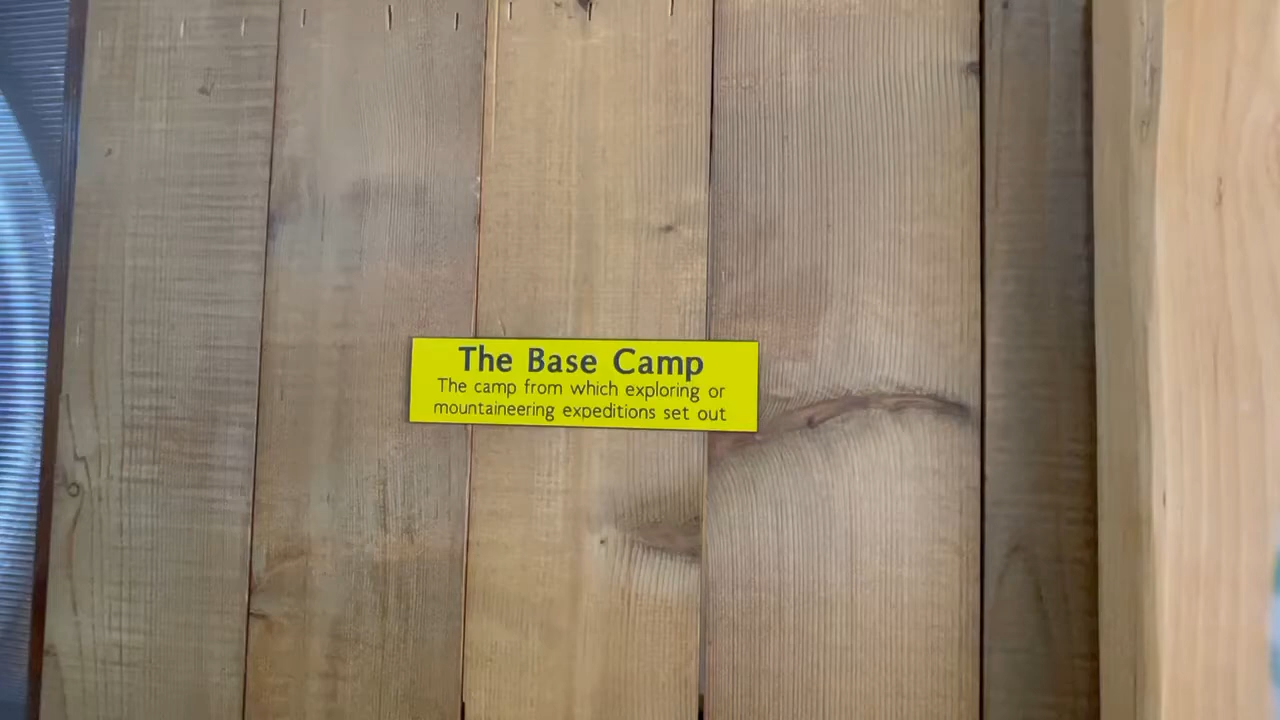 The Base Camp
The camp from which exploring or
mountaineering expeditions set out